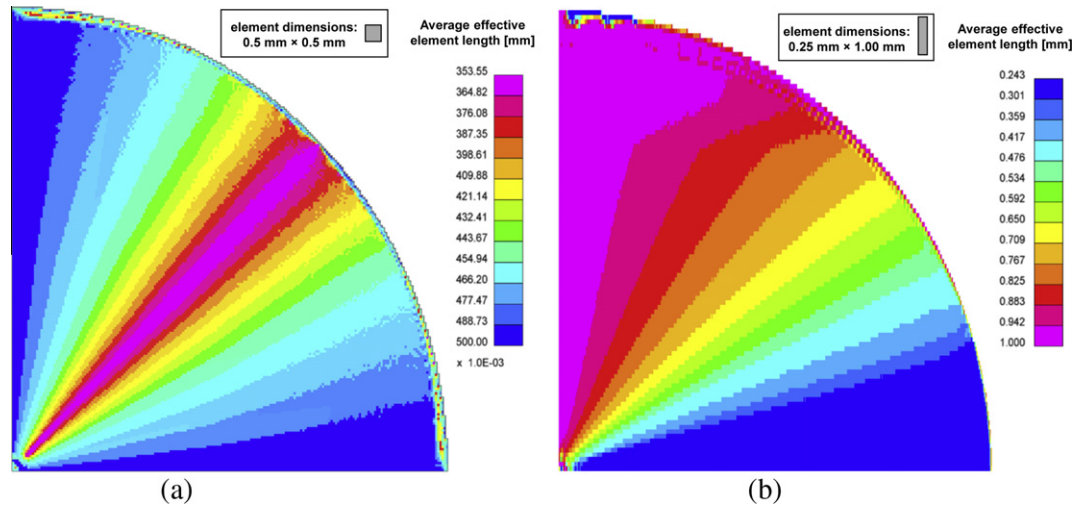 element dimensions:
0.5 mm × 0.5 mm
Average effective
element length [mm]
353.55
364.82
376.08
387.35
398.61
409.88
421.14
432.41
443.67
454.94
466.20
477.47
488.73
500.00
x 1.0E-03
(a)
element dimensions:
0.25 mm × 1.00 mm
Average effective
element length [mm]
0.243
0.301
0.359
0.417
0.476
0.534
0.592
0.650
0.709
0.767
0.825
0.883
0.942
1.000
(b)